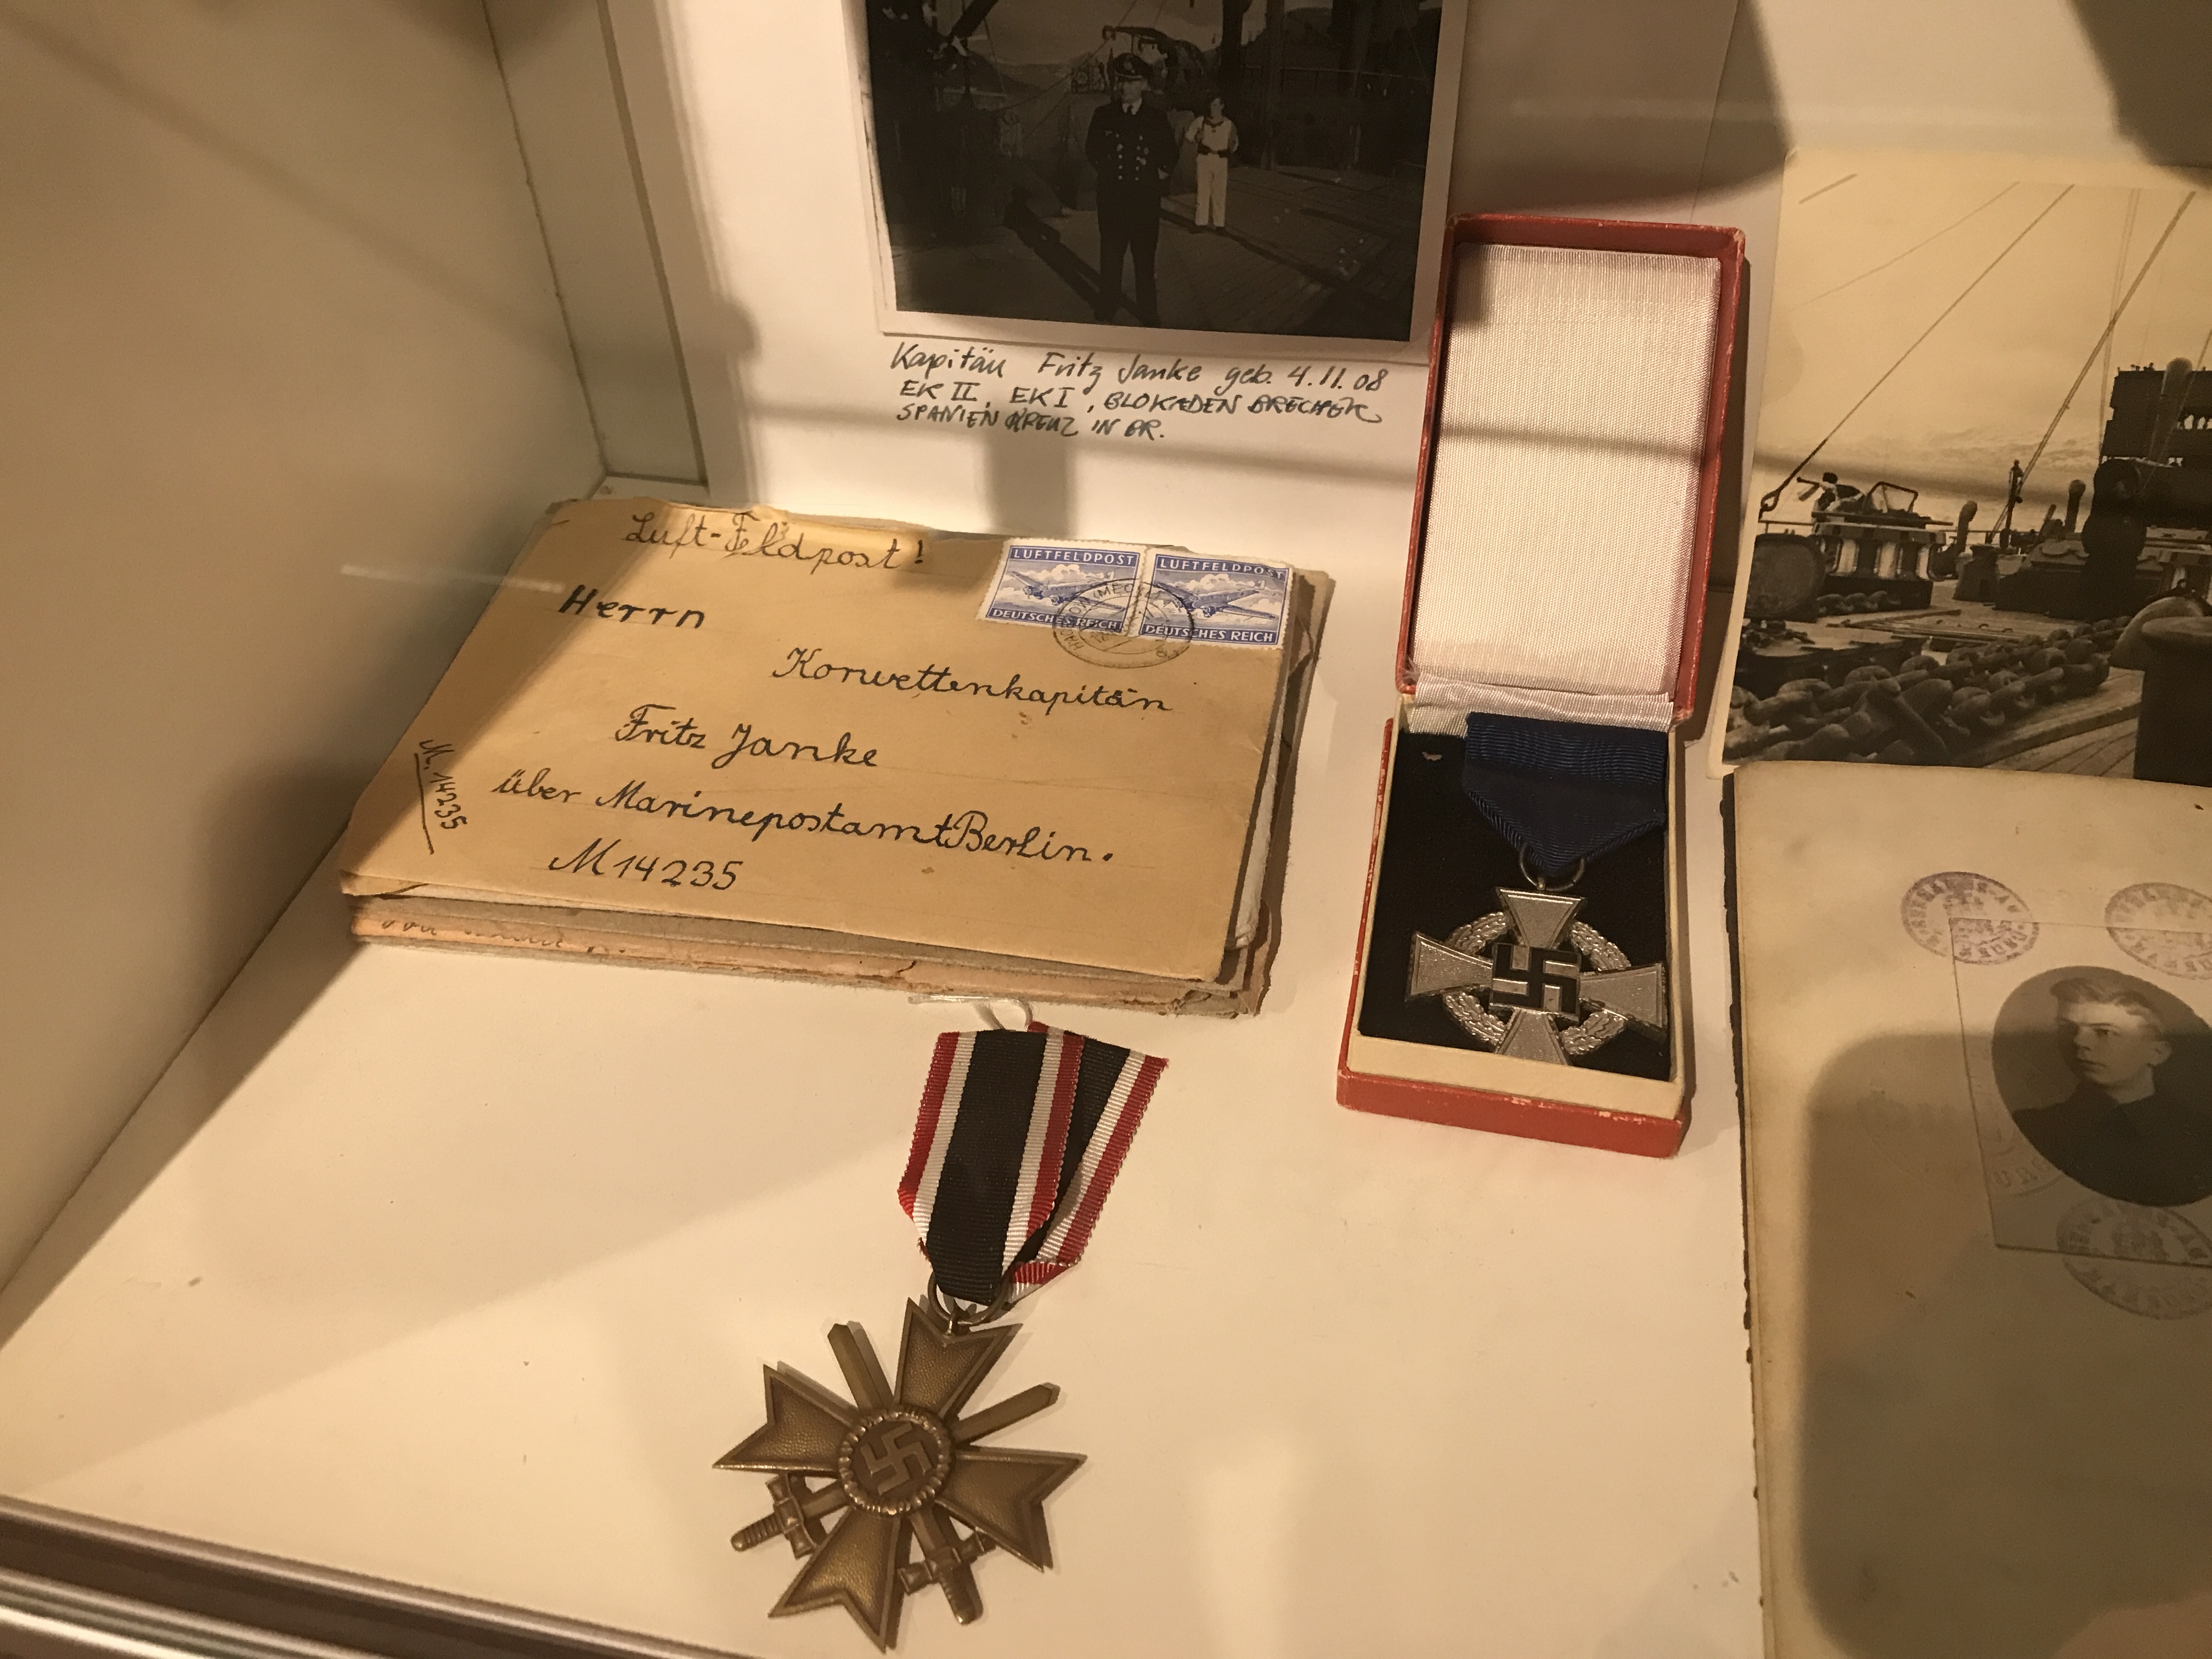 Kapitän Fritz Janke geb. 4.11.08
EK II, EK I, BLOKADEN BRECHER
SPANIEN KREUZ IN BR.
Luft-Feldpost!
LUFTFELDPOST
DEUTSCHES REICH
LUFTFELDPOST
DEUTSCHES REICH
Herrn
Korwettenkapitän
Fritz Janke
über Marinepostamt Berlin.
M 14235
M. 14235